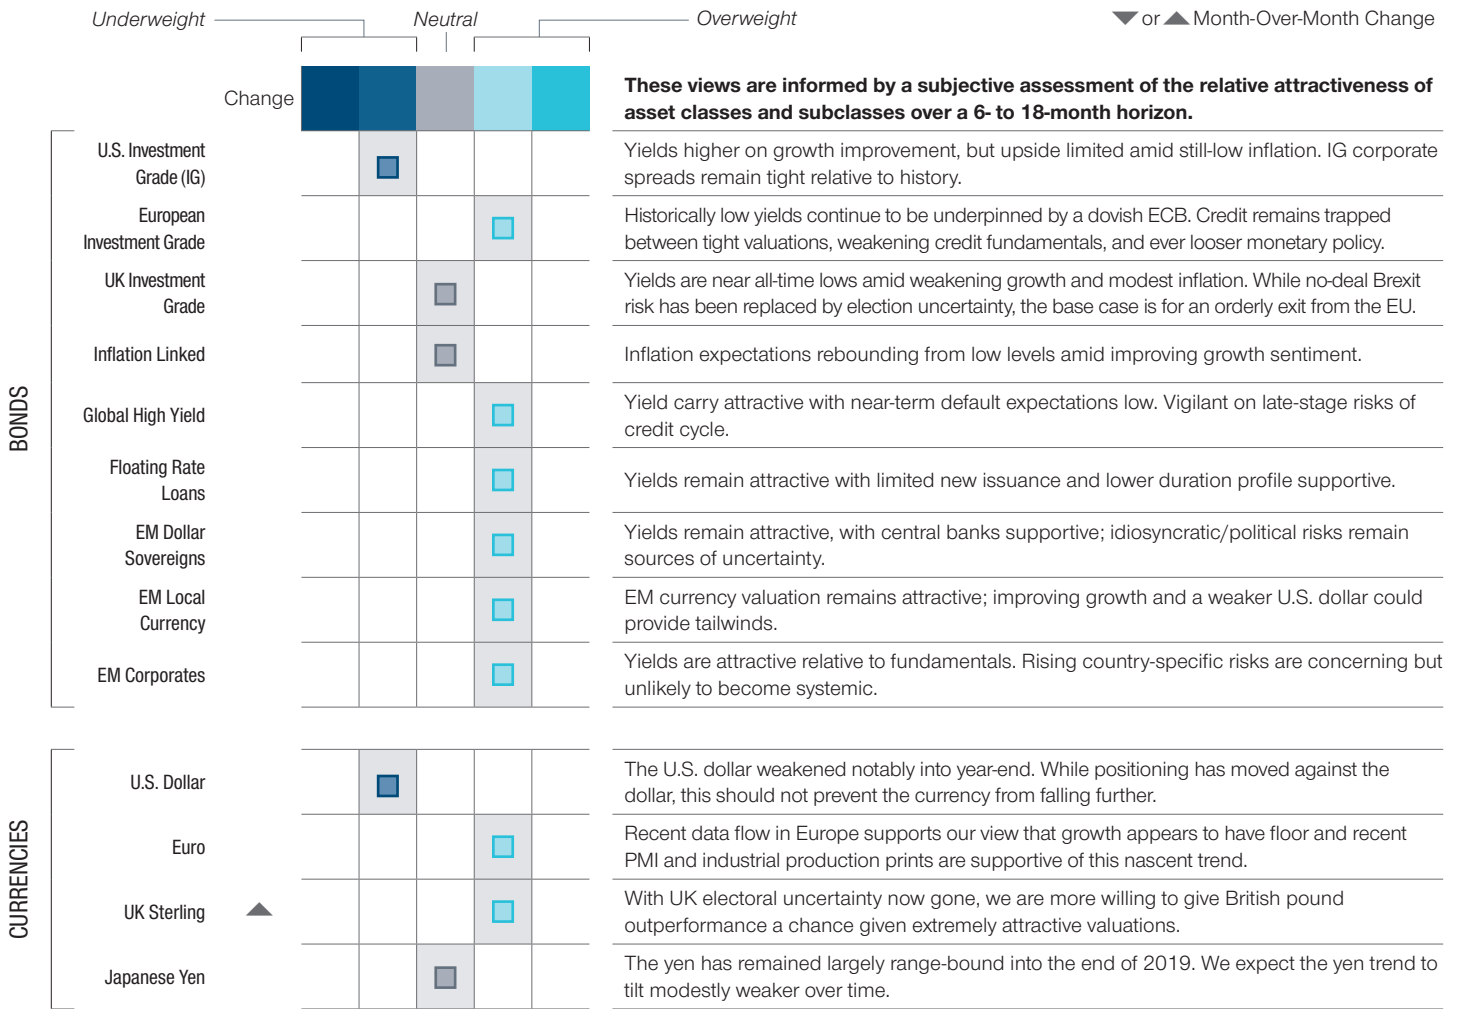 Underweight
Neutral
Overweight
or
Month-Over-Month Change
Change
These views are informed by a subjective assessment of the relative attractiveness of
asset classes and subclasses over a 6- to 18-month horizon.
BONDS
U.S. Investment
Grade (IG)
Yields higher on growth improvement, but upside limited amid still-low inflation. IG corporate
spreads remain tight relative to history.
European
Investment Grade
Historically low yields continue to be underpinned by a dovish ECB. Credit remains trapped
between tight valuations, weakening credit fundamentals, and ever looser monetary policy.
UK Investment
Grade
Yields are near all-time lows amid weakening growth and modest inflation. While no-deal Brexit
risk has been replaced by election uncertainty, the base case is for an orderly exit from the EU.
Inflation Linked
Inflation expectations rebounding from low levels amid improving growth sentiment.
Global High Yield
Yield carry attractive with near-term default expectations low. Vigilant on late-stage risks of
credit cycle.
Floating Rate
Loans
Yields remain attractive with limited new issuance and lower duration profile supportive.
EM Dollar
Sovereigns
Yields remain attractive, with central banks supportive; idiosyncratic/political risks remain
sources of uncertainty.
EM Local
Currency
EM currency valuation remains attractive; improving growth and a weaker U.S. dollar could
provide tailwinds.
EM Corporates
Yields are attractive relative to fundamentals. Rising country-specific risks are concerning but
unlikely to become systemic.
CURRENCIES
U.S. Dollar
The U.S. dollar weakened notably into year-end. While positioning has moved against the
dollar, this should not prevent the currency from falling further.
Euro
Recent data flow in Europe supports our view that growth appears to have floor and recent
PMI and industrial production prints are supportive of this nascent trend.
UK Sterling
With UK electoral uncertainty now gone, we are more willing to give British pound
outperformance a chance given extremely attractive valuations.
Japanese Yen
The yen has remained largely range-bound into the end of 2019. We expect the yen trend to
tilt modestly weaker over time.